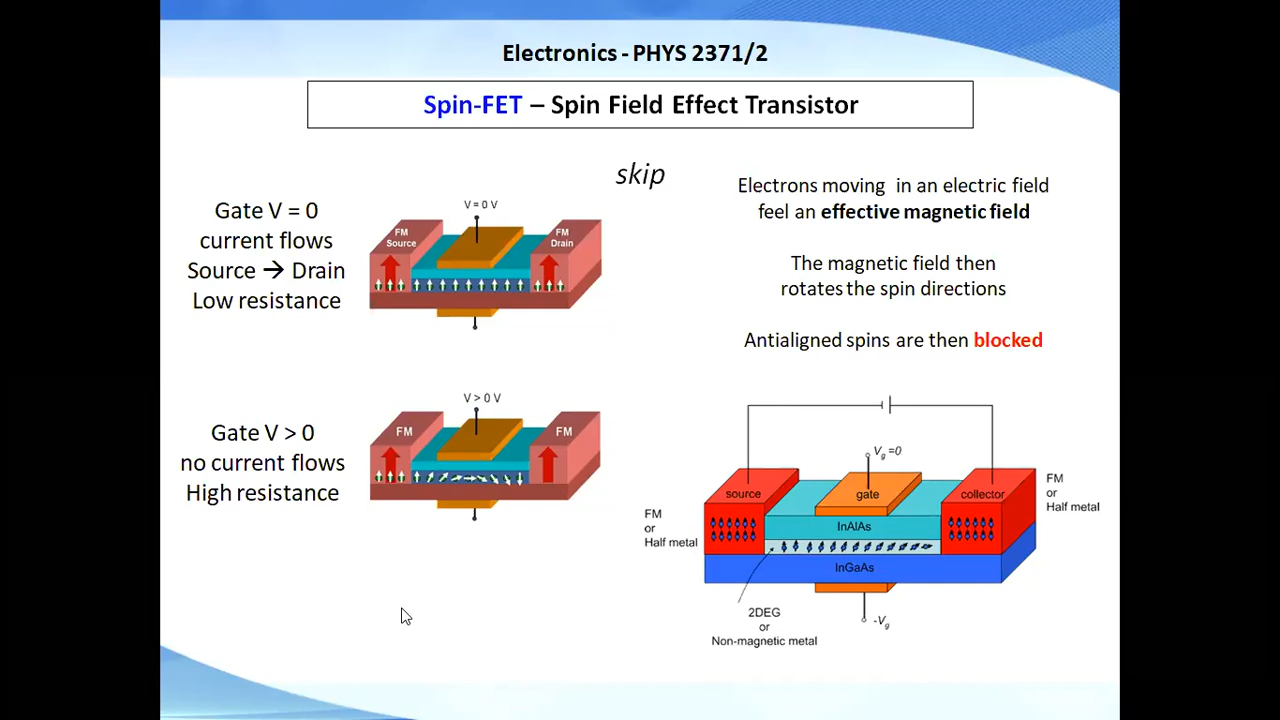 Electronics - PHYS 2371/2
Spin-FET – Spin Field Effect Transistor
skip
Gate V = 0
current flows
Source → Drain
Low resistance
V = 0 V
FM
Source
FM
Drain
Electrons moving in an electric field
feel an effective magnetic field
The magnetic field then
rotates the spin directions
Antialigned spins are then blocked
Gate V > 0
no current flows
High resistance
V > 0 V
FM
FM
Vg =0
source
gate
collector
FM
or
Half metal
FM
or
Half metal
InAlAs
InGaAs
2DEG
or
Non-magnetic metal
-Vg